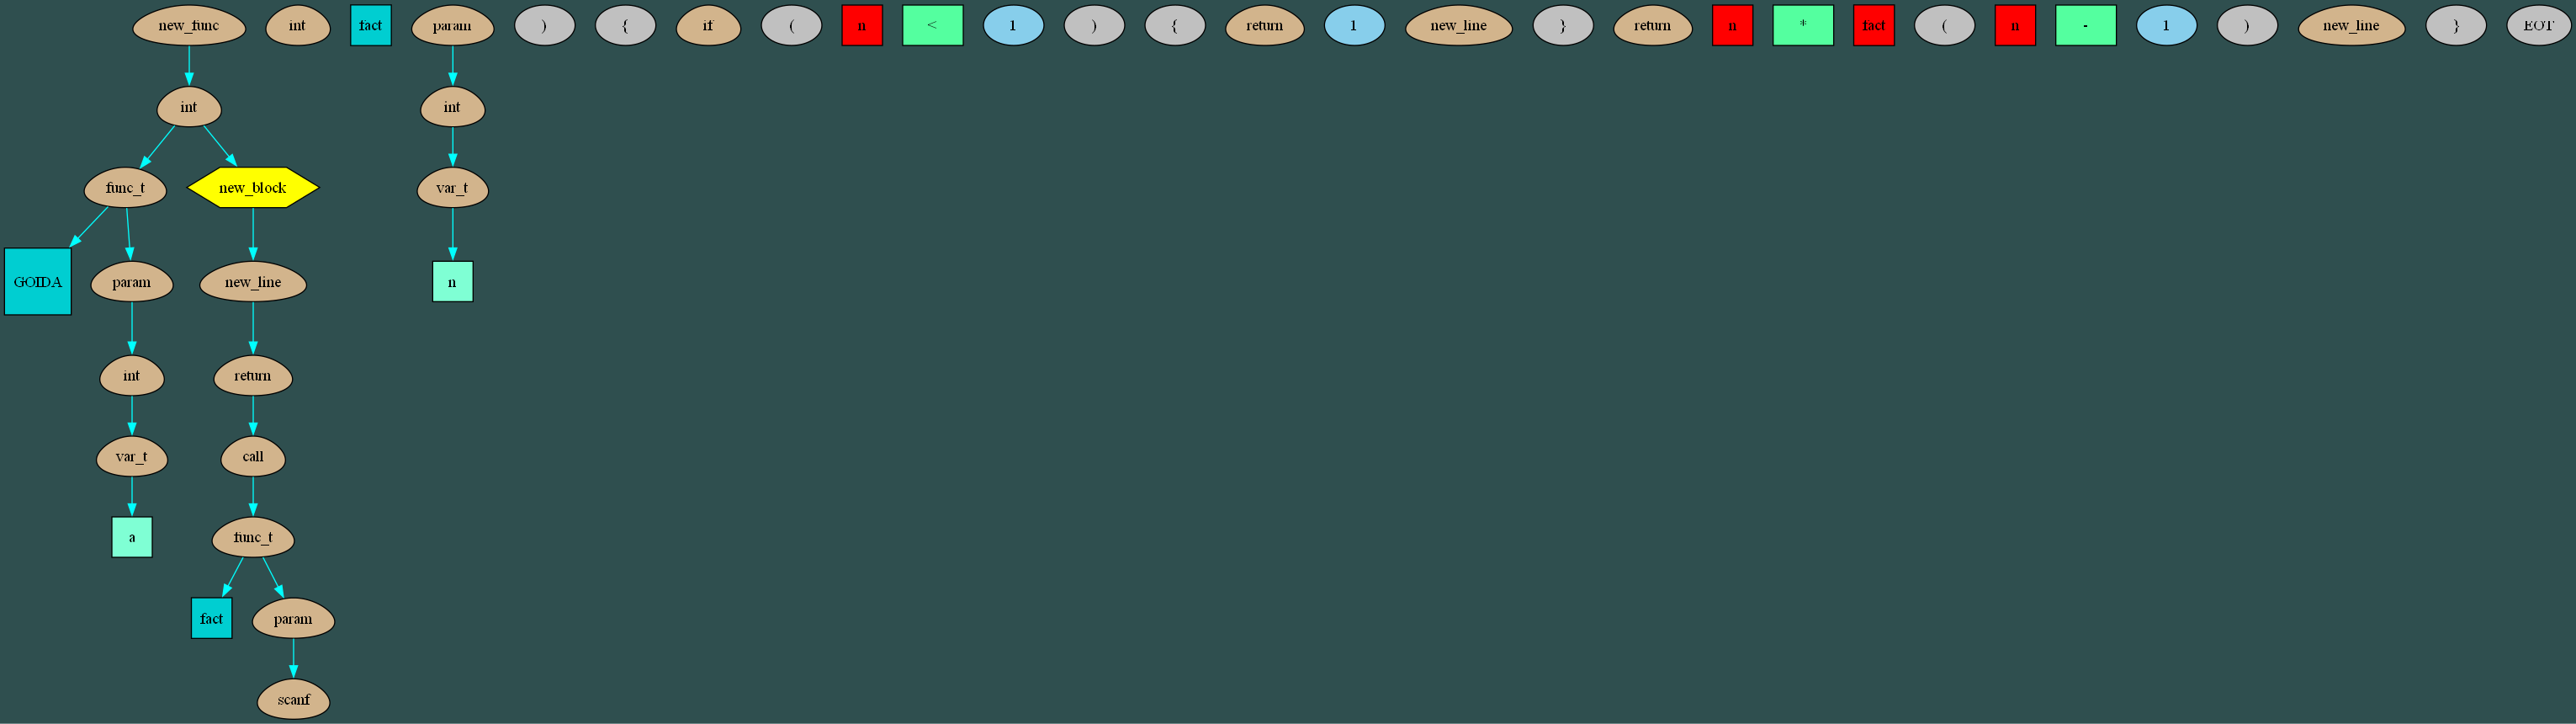 new_func int fact param ) { if ( n < 1 ) { return 1 new_line } return n * fact ( n - 1 ) new_line } EOT
int int
func_t new_block var_t
GOIDA param new_line n
int return
var_t call
a func_t
fact param
scanf